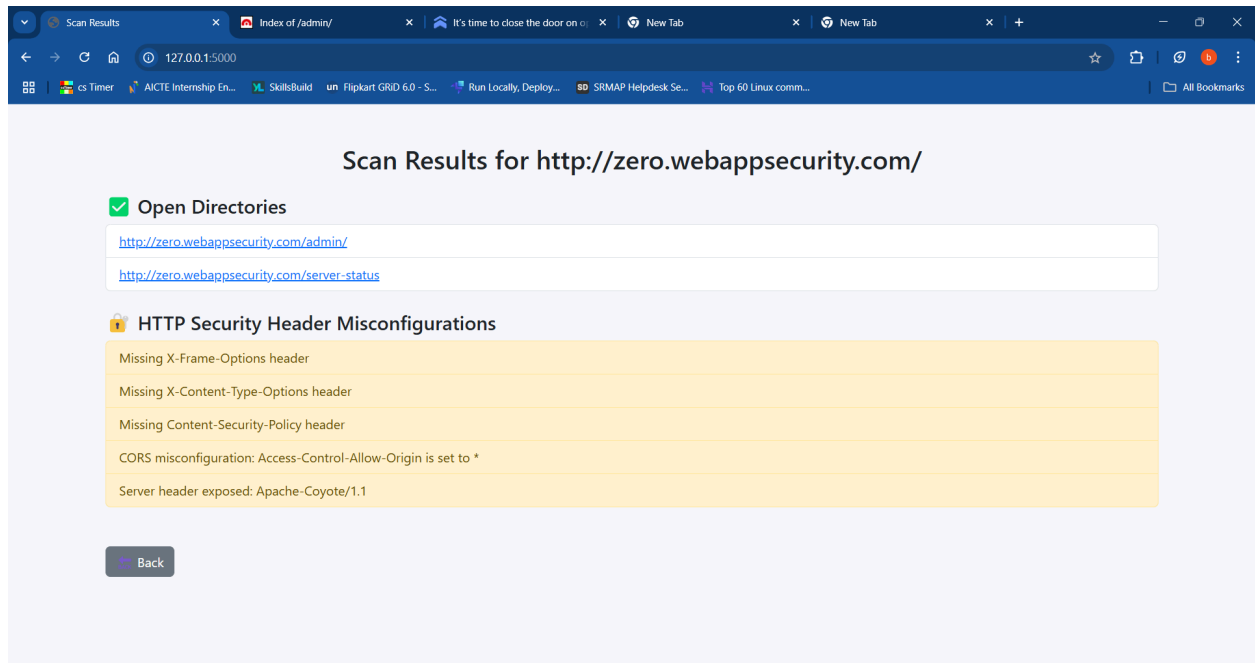 Scan Results
Index of /admin/
It's time to close the door on o
New Tab
New Tab
127.0.0.1:5000
b
cs Timer
AICTE Internship En...
SkillsBuild
un Flipkart GRiD 6.0 - S...
Run Locally, Deploy...
SD SRMAP Helpdesk Se...
Top 60 Linux comm...
All Bookmarks
Scan Results for http://zero.webappsecurity.com/
Open Directories
http://zero.webappsecurity.com/admin/
http://zero.webappsecurity.com/server-status
HTTP Security Header Misconfigurations
Missing X-Frame-Options header
Missing X-Content-Type-Options header
Missing Content-Security-Policy header
CORS misconfiguration: Access-Control-Allow-Origin is set to *
Server header exposed: Apache-Coyote/1.1
Back